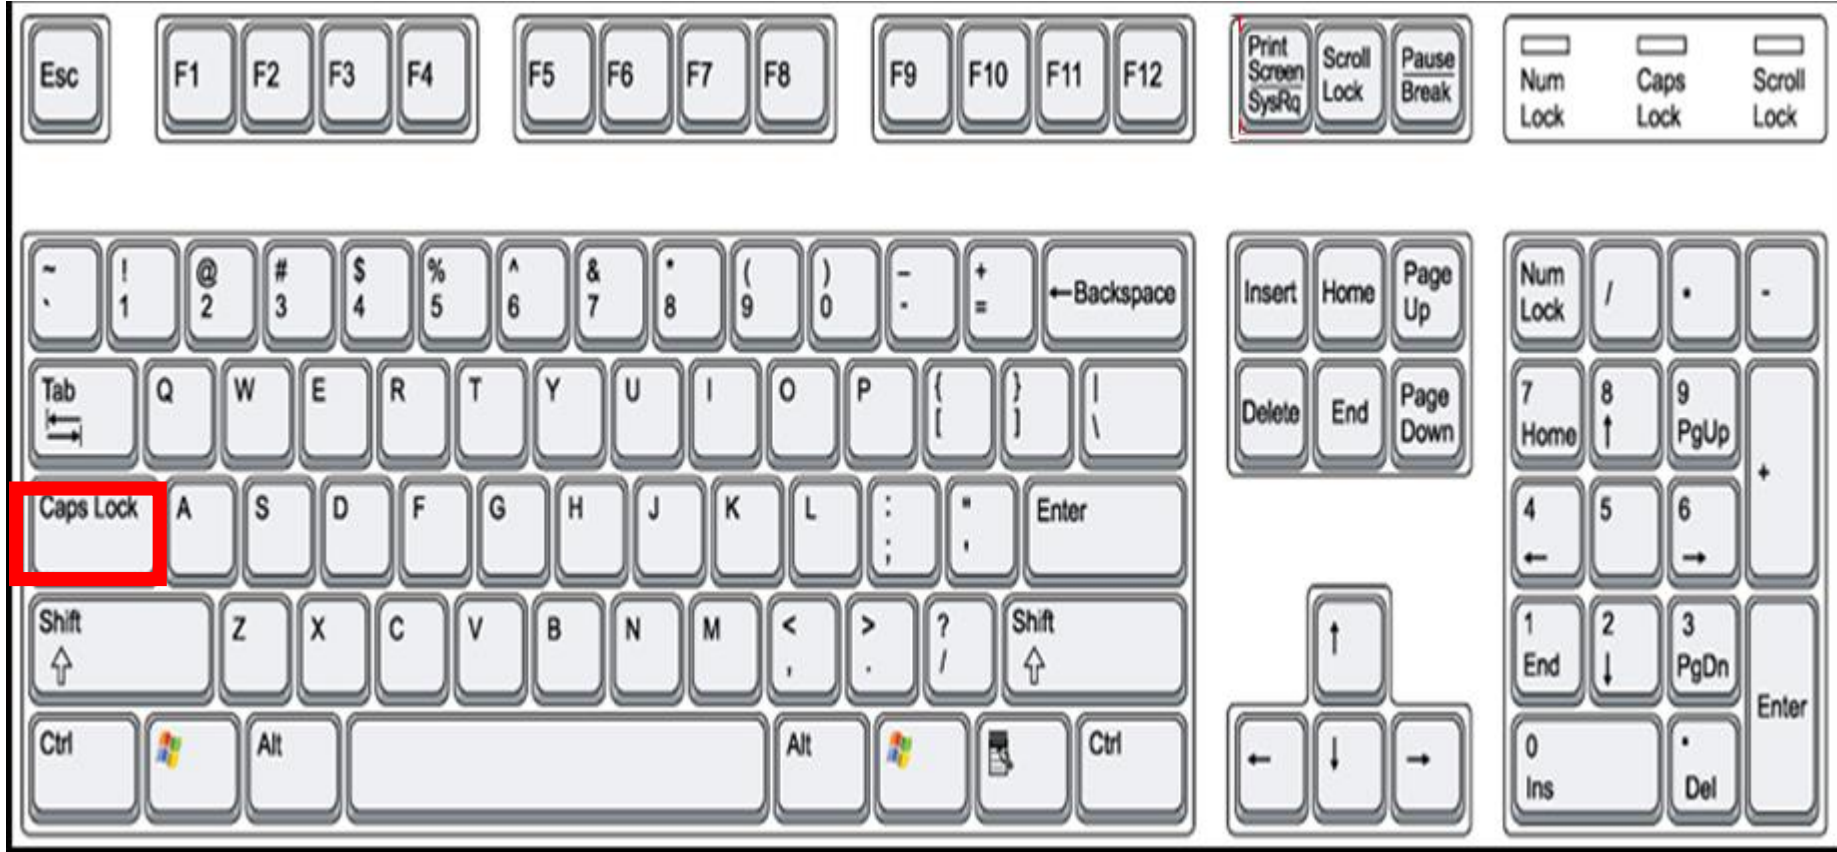 Esc F1 F2 F3 F4 F5 F6 F7 F8 F9 F10 F11 F12
Print
Screen
SysRq
Scroll
Lock
Pause
Break
Num
Lock
Caps
Lock
Scroll
Lock
~ ! @ # $ % ^ & * ( ) _ +
` 1 2 3 4 5 6 7 8 9 0 - =
←Backspace
Insert Home Page
Up
Num
Lock
/ * -
Tab Q W E R T Y U I O P { } |
[ ] \
Delete End Page
Down
7 8 9
Home ↑ PgUp
+
Caps Lock A S D F G H J K L : " Enter
; '
4 5 6
← →
Shift Z X C V B N M < > ? Shift
⇧ , . / ⇧
↑
1 2 3
End ↓ PgDn
Enter
Ctrl Alt Alt Ctrl
← ↓ →
0 .
Ins Del